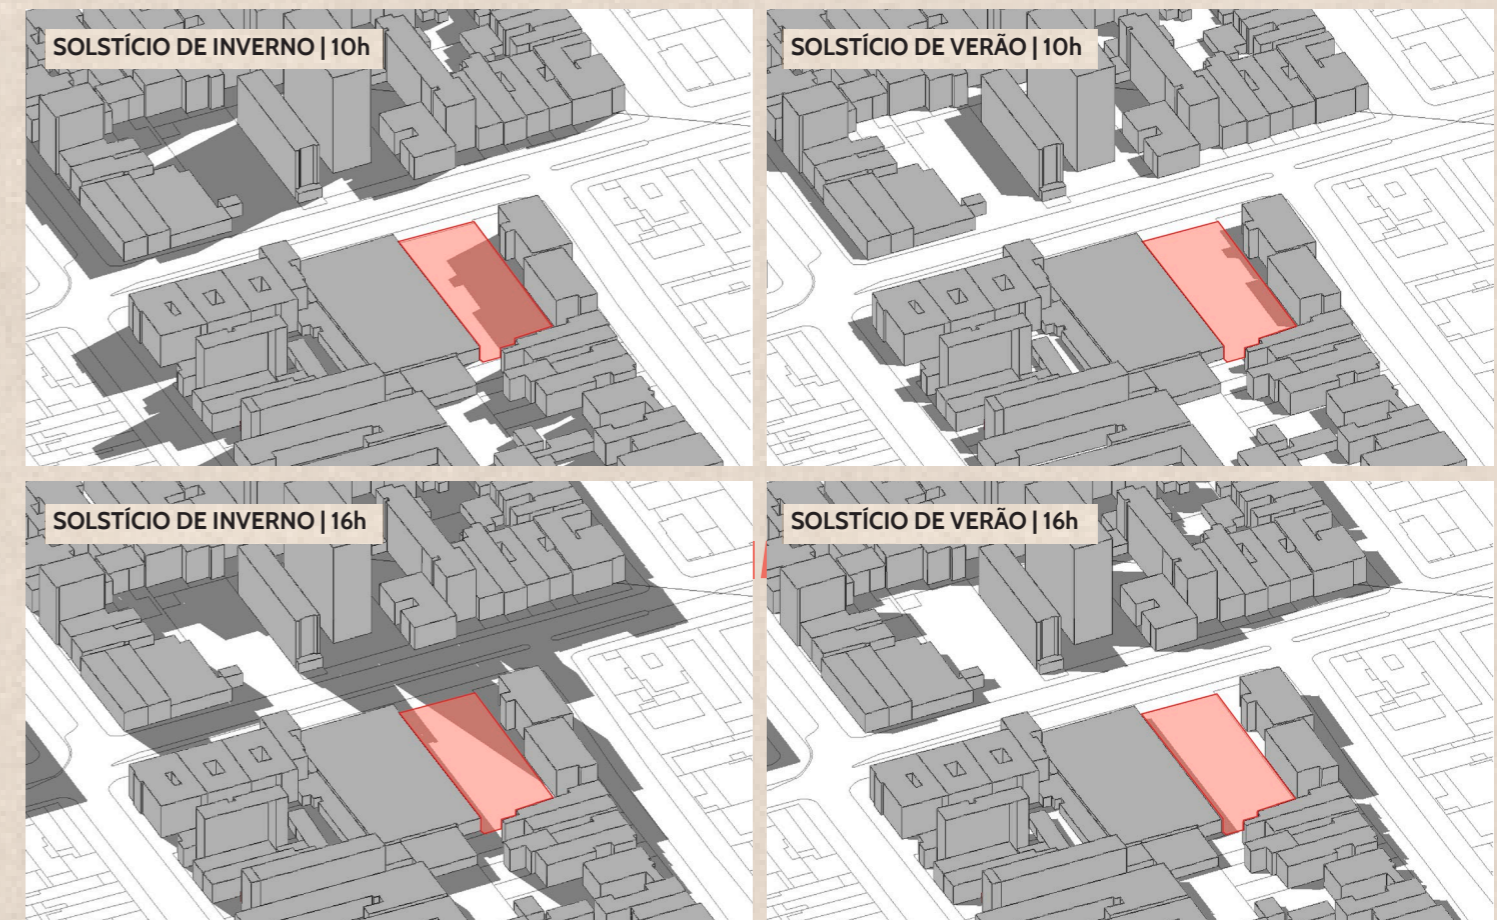 SOLSTÍCIO DE INVERNO | 10h
SOLSTÍCIO DE VERÃO | 10h
SOLSTÍCIO DE INVERNO | 16h
SOLSTÍCIO DE VERÃO | 16h